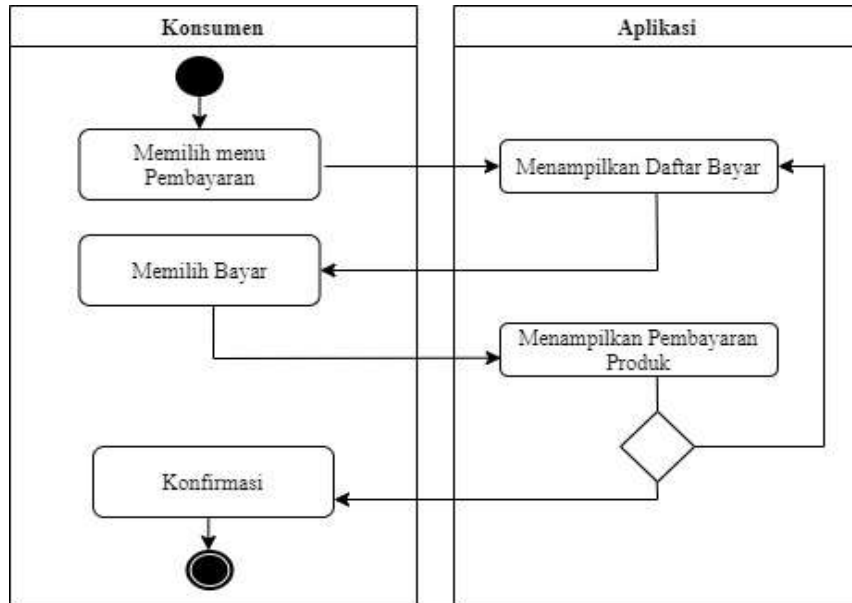 Konsumen
Aplikasi
Memilih menu
Pembayaran
Menampilkan Daftar Bayar
Memilih Bayar
Menampilkan Pembayaran
Produk
Konfirmasi